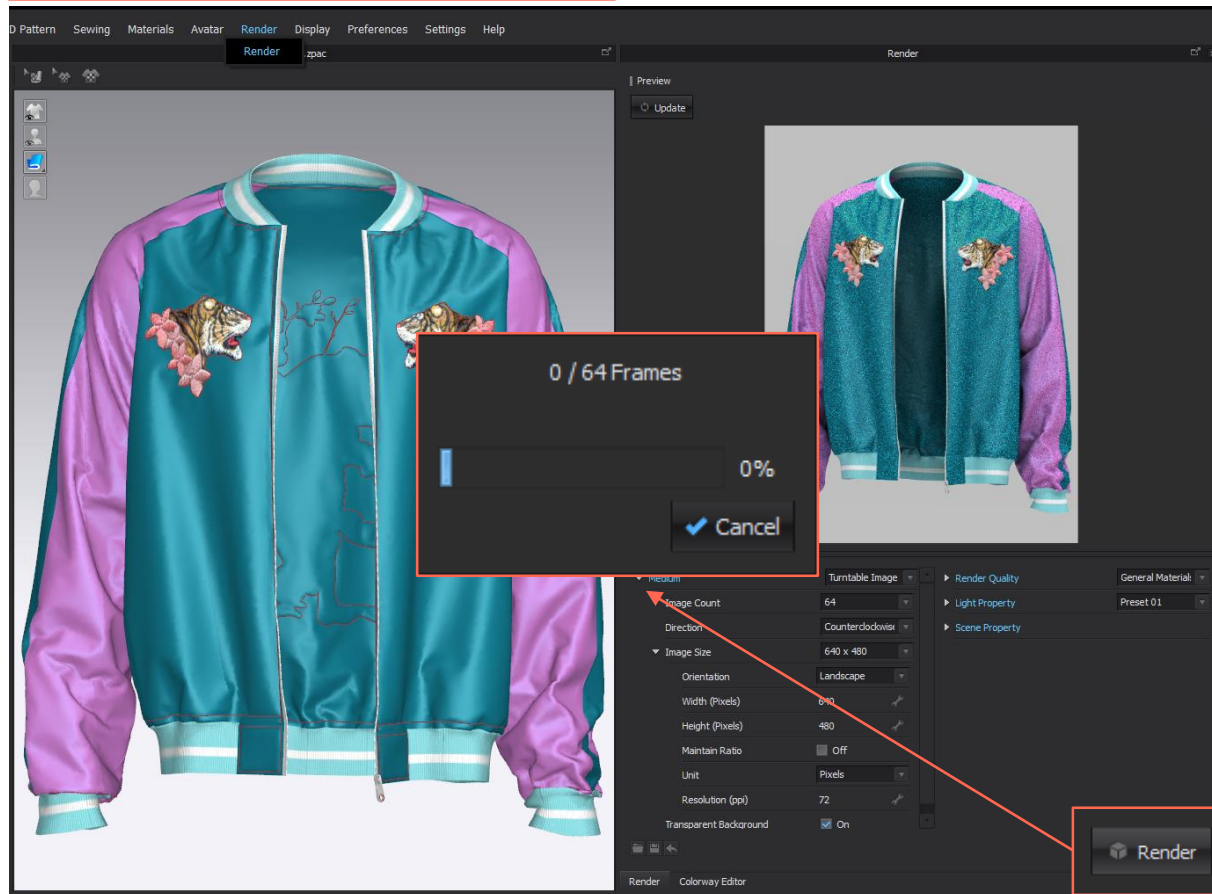 D Pattern Sewing Materials Avatar Render Display Preferences Settings Help
Render
.zpac
Render
Preview
Update
0 / 64 Frames
0%
Cancel
Medium Turntable Image
Image Count 64
Direction Counterclockwise
Image Size 640 x 480
Orientation Landscape
Width (Pixels) 640
Height (Pixels) 480
Maintain Ratio Off
Unit Pixels
Resolution (ppi) 72
Transparent Background On
Render Quality General Material:
Light Property Preset 01
Scene Property
Render
Render Colorway Editor